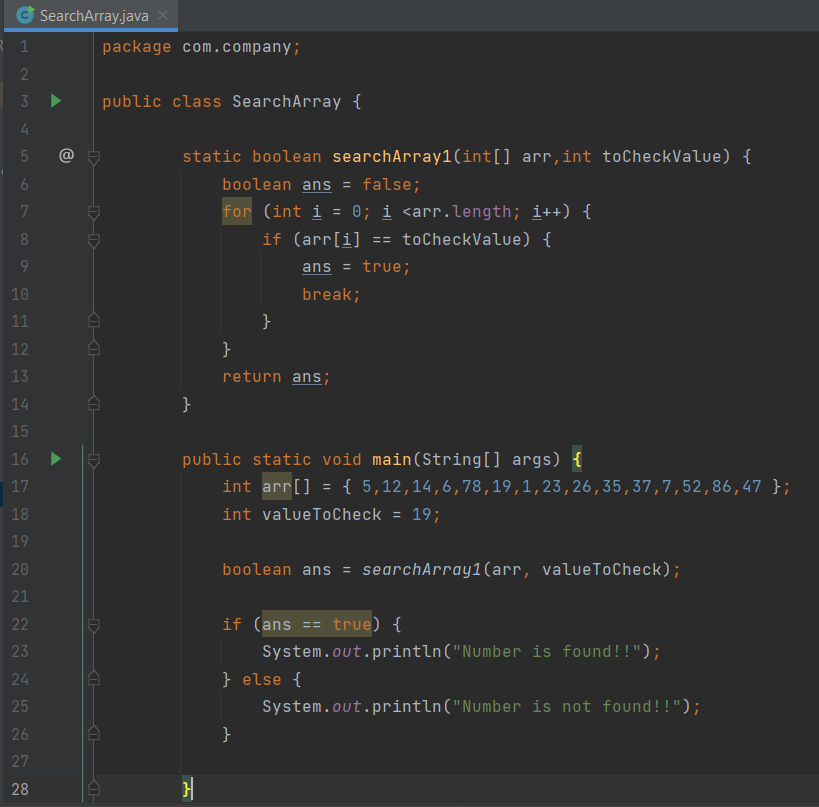 SearchArray.java
1 package com.company;
2
3 public class SearchArray {
4
5 @ static boolean searchArray1(int[] arr,int toCheckValue) {
6 boolean ans = false;
7 for (int i = 0; i <arr.length; i++) {
8 if (arr[i] == toCheckValue) {
9 ans = true;
10 break;
11 }
12 }
13 return ans;
14 }
15
16 public static void main(String[] args) {
17 int arr[] = { 5,12,14,6,78,19,1,23,26,35,37,7,52,86,47 };
18 int valueToCheck = 19;
19
20 boolean ans = searchArray1(arr, valueToCheck);
21
22 if (ans == true) {
23 System.out.println("Number is found!!");
24 } else {
25 System.out.println("Number is not found!!");
26 }
27
28 }